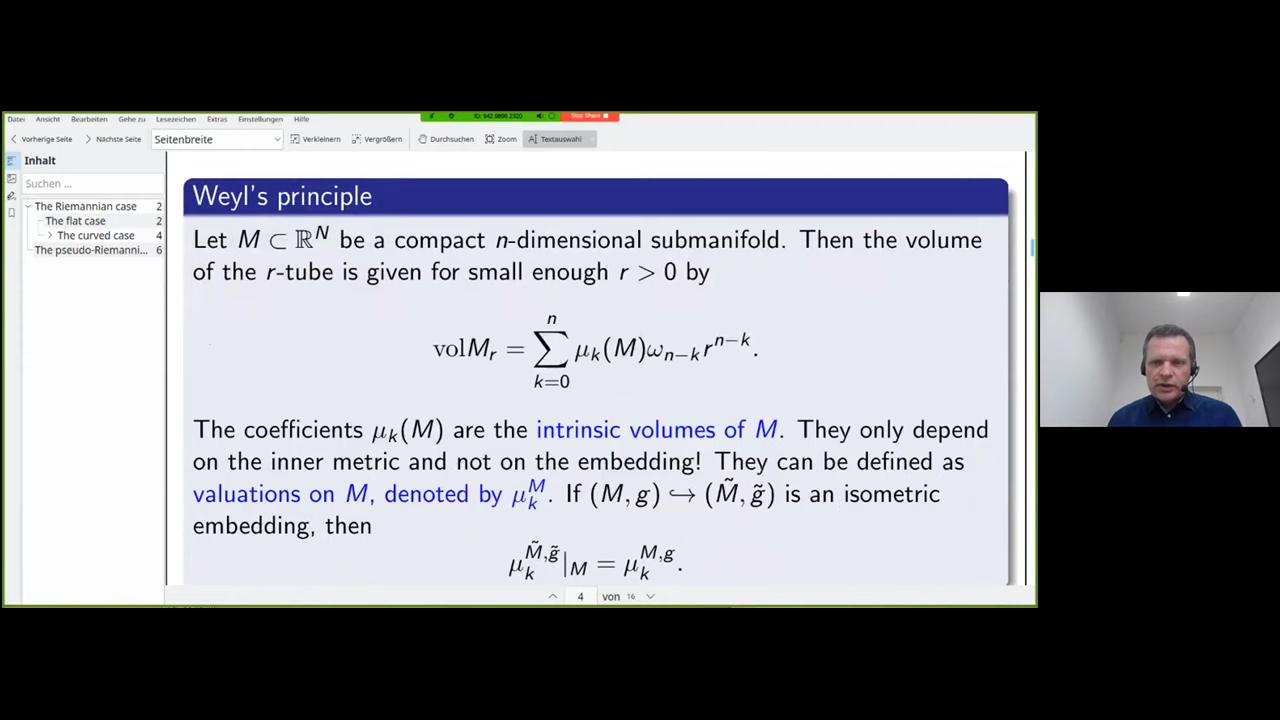 Datei Ansicht Bearbeiten Gehe zu Lesezeichen Extras Einstellungen Hilfe
ID: 942 9898 2320 Stop Share
Vorherige Seite Nächste Seite Seitenbreite Verkleinern Vergrößern Durchsuchen Zoom Textauswahl
Inhalt
Suchen ...
The Riemannian case 2
The flat case 2
The curved case 4
The pseudo-Riemanni... 6
Weyl's principle
Let M ⊂ ℝ^N be a compact n-dimensional submanifold. Then the volume
of the r-tube is given for small enough r > 0 by
volM_r = ∑_{k=0}^{n} μ_k(M)ω_{n−k}r^{n−k}.
The coefficients μ_k(M) are the intrinsic volumes of M. They only depend
on the inner metric and not on the embedding! They can be defined as
valuations on M, denoted by μ_k^M. If (M, g) ↪ (M̃, g̃) is an isometric
embedding, then
μ_k^{M̃,g̃}|_M = μ_k^{M,g}.
4 von 16